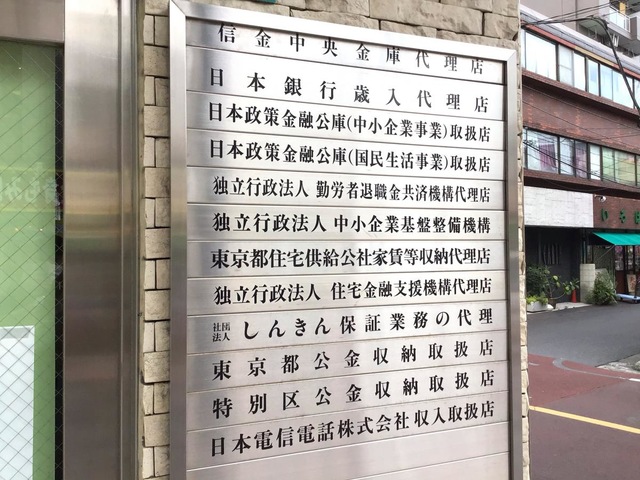 信金中央金庫代理店
日本銀行歳入代理店
日本政策金融公庫(中小企業事業)取扱店
日本政策金融公庫(国民生活事業)取扱店
独立行政法人 勤労者退職金共済機構代理店
独立行政法人 中小企業基盤整備機構
東京都住宅供給公社家賃等収納代理店
独立行政法人 住宅金融支援機構代理店
社団法人 しんきん保証業務の代理
東京都公金収納取扱店
特別区公金収納取扱店
日本電信電話株式会社収入取扱店